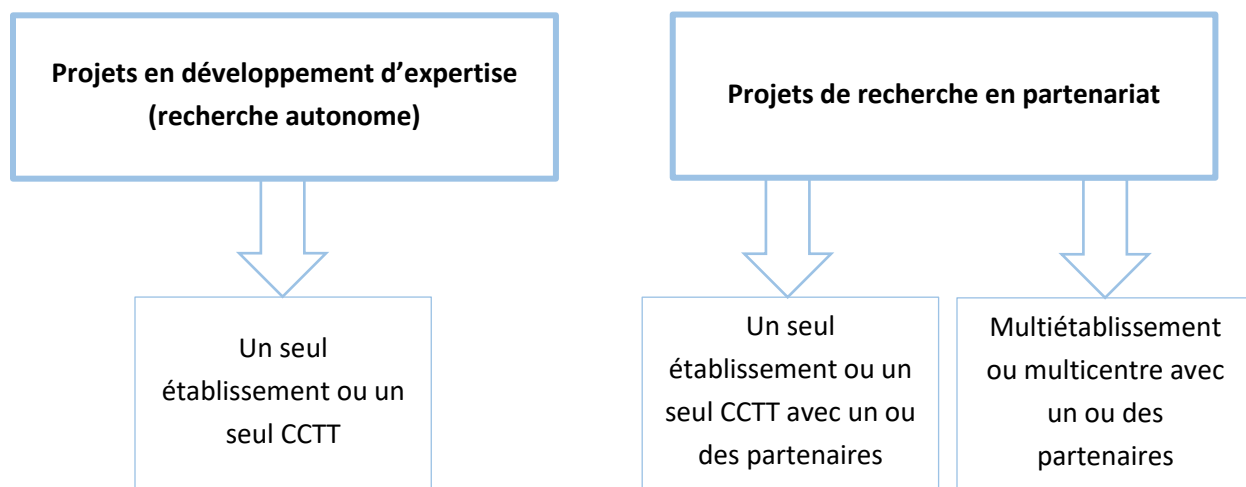 Projets en développement d’expertise
(recherche autonome)
Projets de recherche en partenariat
Un seul
établissement ou un
seul CCTT
Un seul
établissement ou un
seul CCTT avec un ou
des partenaires
Multiétablissement
ou multicentre avec
un ou des
partenaires